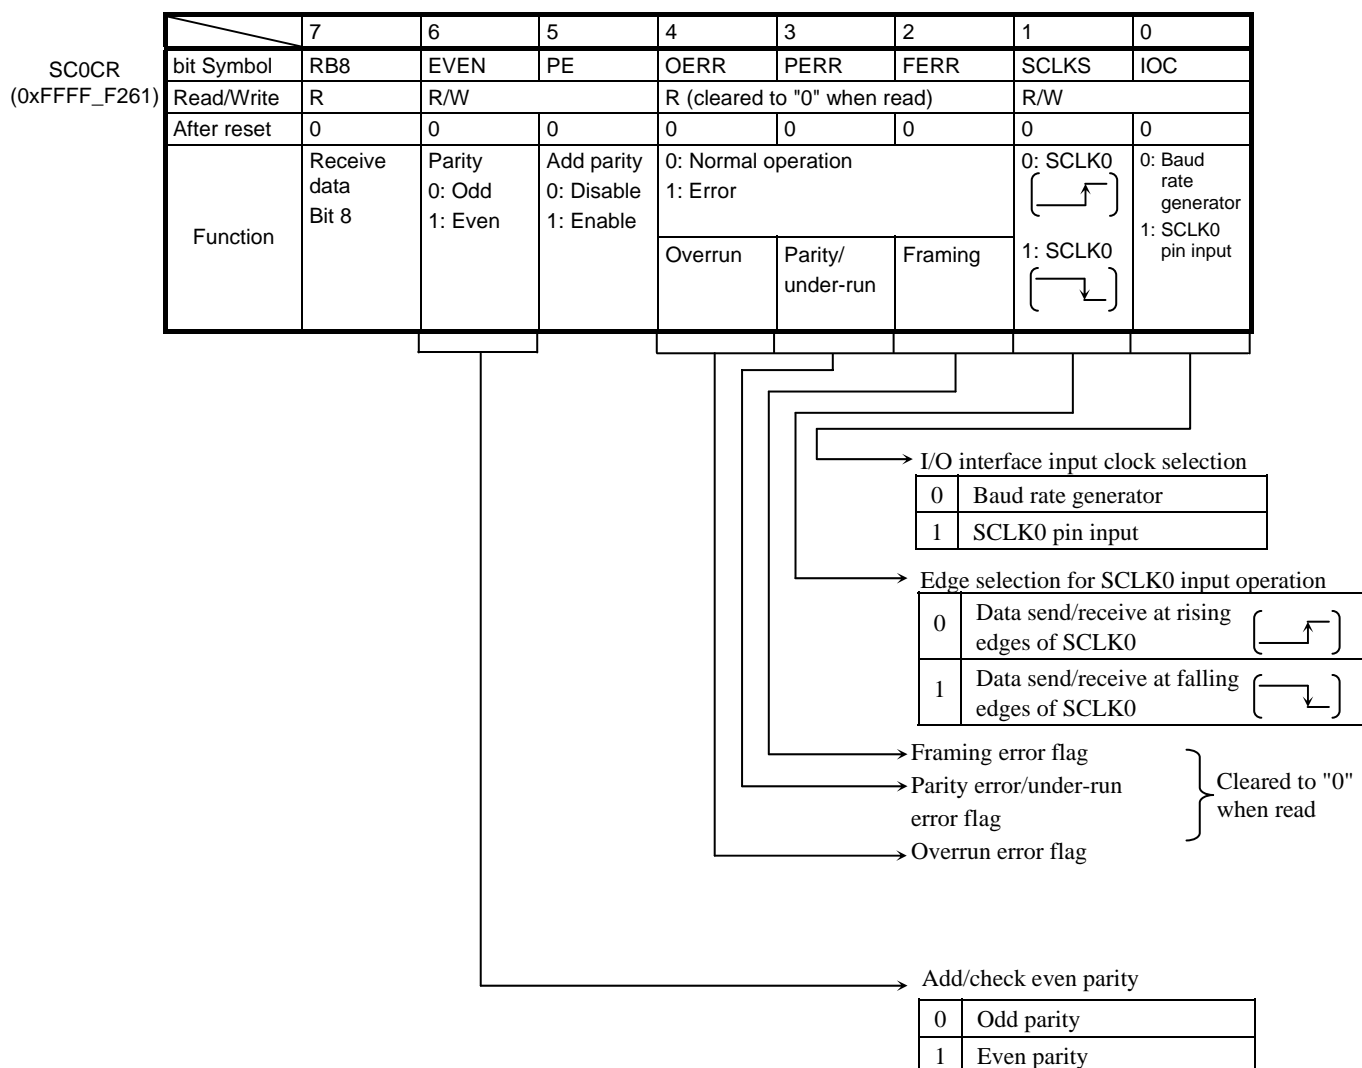 7 6 5 4 3 2 1 0
SC0CR
(0xFFFF_F261)
bit Symbol RB8 EVEN PE OERR PERR FERR SCLKS IOC
Read/Write R R/W R (cleared to "0" when read) R/W
After reset 0 0 0 0 0 0 0 0
Function
Receive
data
Bit 8
Parity
0: Odd
1: Even
Add parity
0: Disable
1: Enable
0: Normal operation
1: Error
Overrun
Parity/
under-run
Framing
0: SCLK0
1: SCLK0
0: Baud
rate
generator
1: SCLK0
pin input
I/O interface input clock selection
0 Baud rate generator
1 SCLK0 pin input
Edge selection for SCLK0 input operation
0 Data send/receive at rising
edges of SCLK0
1 Data send/receive at falling
edges of SCLK0
Framing error flag
Parity error/under-run
error flag
Overrun error flag
Cleared to "0"
when read
Add/check even parity
0 Odd parity
1 Even parity